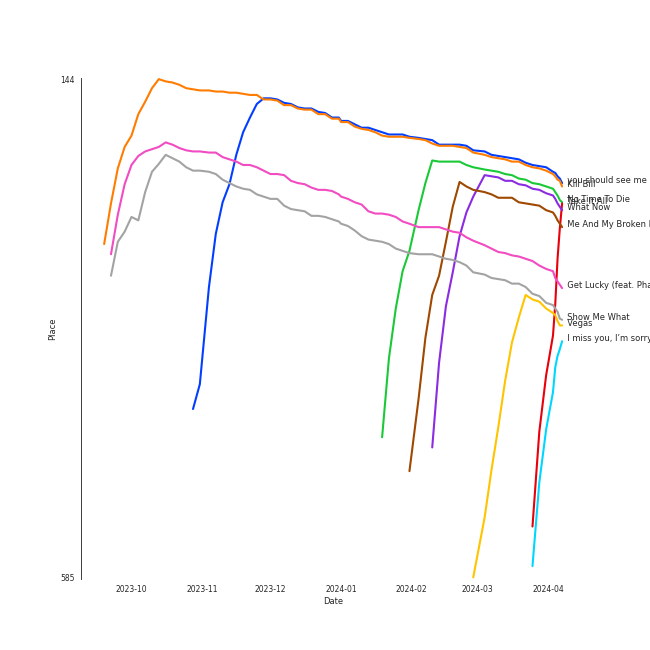 144
you should see me
Kill Bill
No Time To Die
What Now
Me And My Broken
Place
Get Lucky (feat. Pha
Show Me What
Vegas
I miss you, I'm sorry
585
2023-10 2023-11 2023-12 2024-01 2024-02 2024-03 2024-04
Date